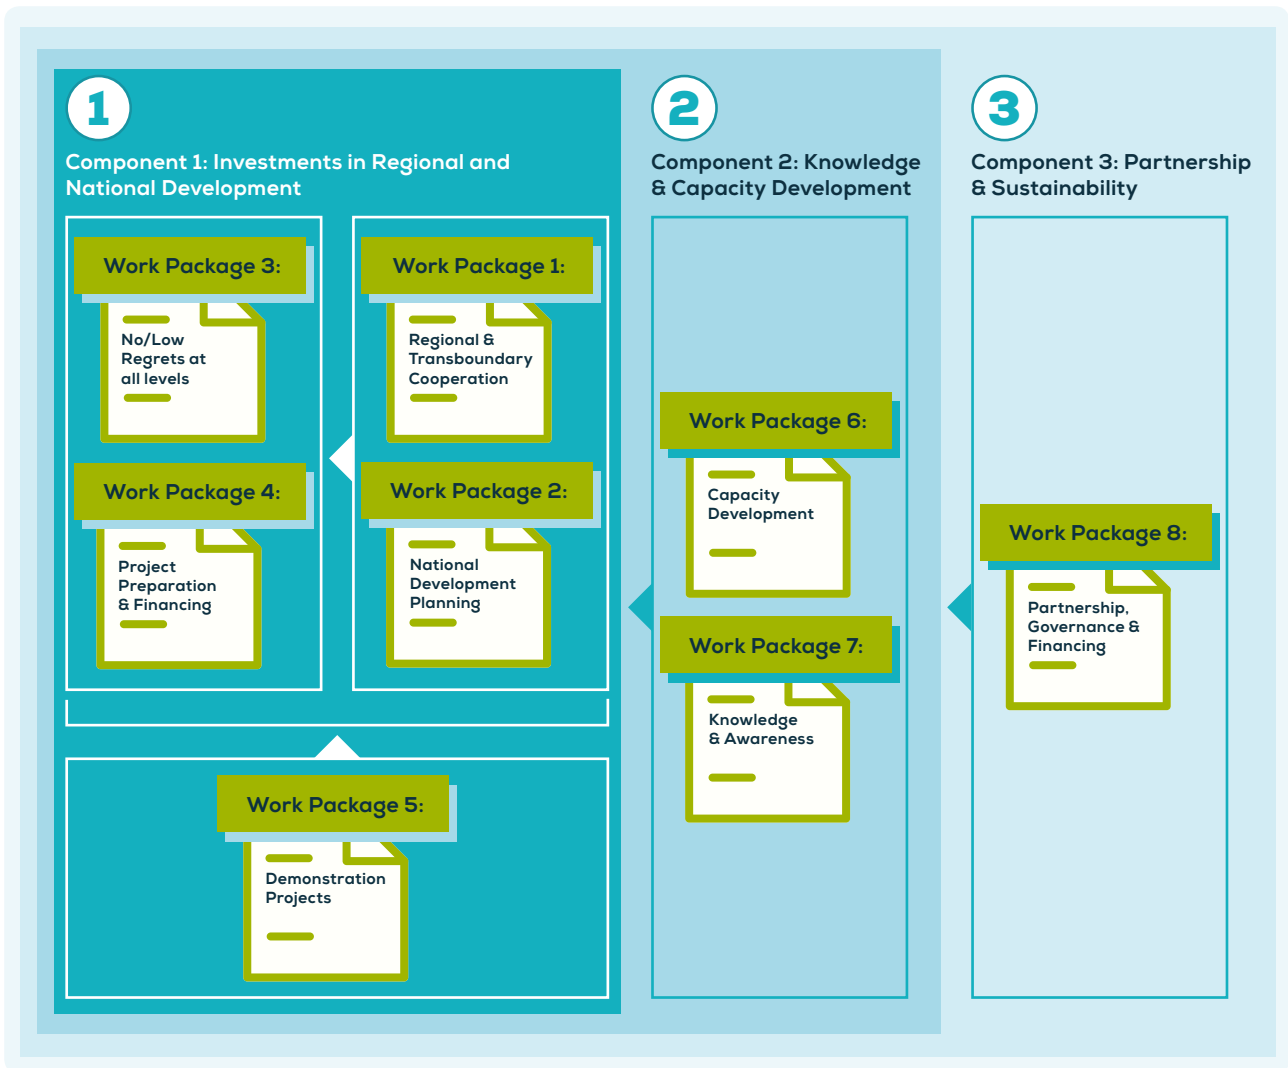 1
Component 1: Investments in Regional and
National Development
Work Package 3:
No/Low
Regrets at
all levels
Work Package 1:
Regional &
Transboundary
Cooperation
Work Package 4:
Project
Preparation
& Financing
Work Package 2:
National
Development
Planning
Work Package 5:
Demonstration
Projects
2
Component 2: Knowledge
& Capacity Development
Work Package 6:
Capacity
Development
Work Package 7:
Knowledge
& Awareness
3
Component 3: Partnership
& Sustainability
Work Package 8:
Partnership,
Governance &
Financing